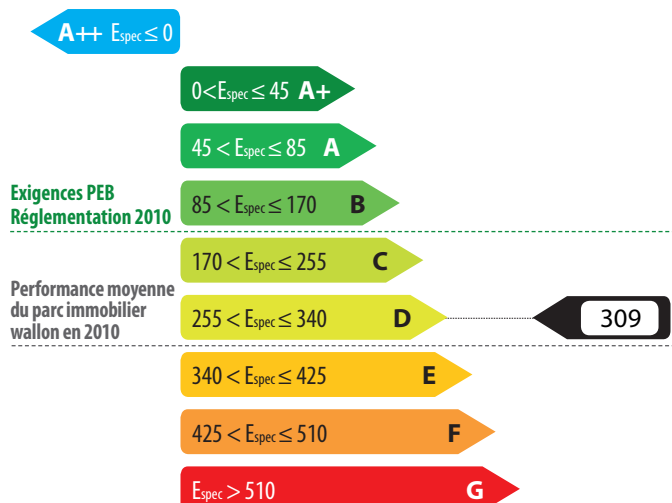 A++ Espec ≤ 0
0<Espec ≤ 45 A+
45 < Espec ≤ 85 A
Exigences PEB
Réglementation 2010
85 < Espec ≤ 170 B
170 < Espec ≤ 255 C
Performance moyenne
du parc immobilier
wallon en 2010
255 < Espec ≤ 340 D
309
340 < Espec ≤ 425 E
425 < Espec ≤ 510 F
Espec > 510 G